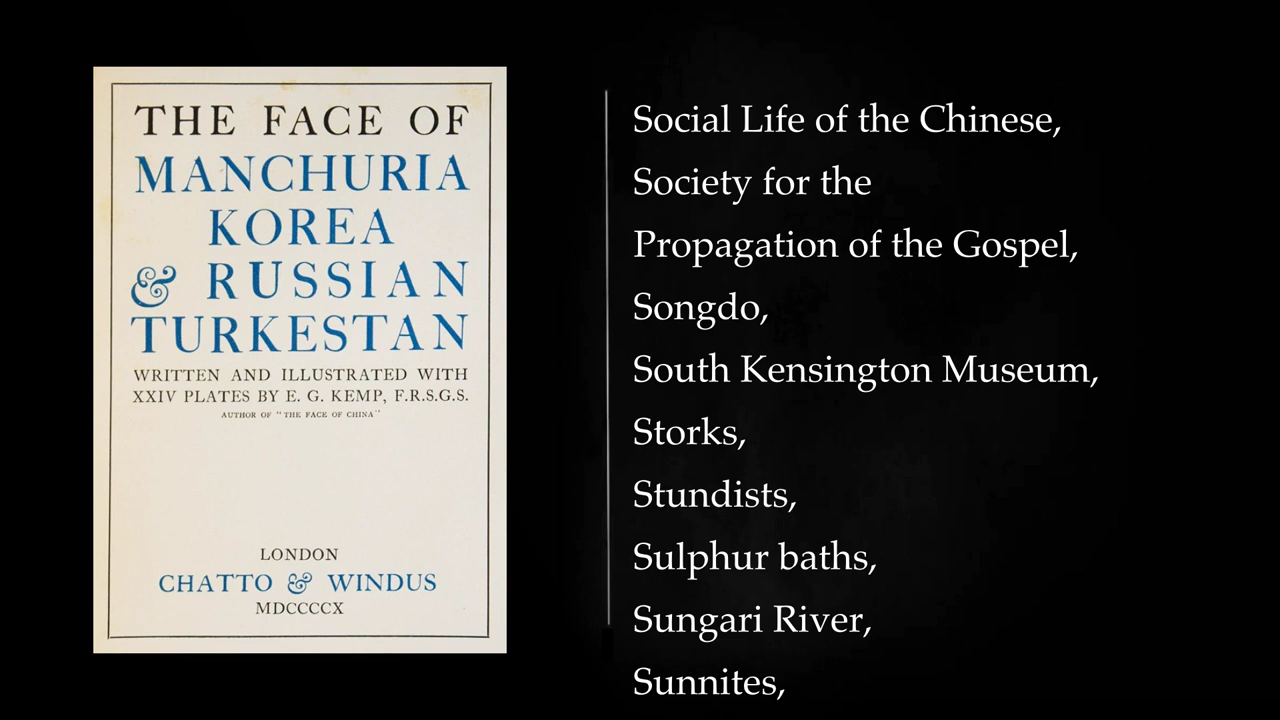 THE FACE OF
MANCHURIA
KOREA
& RUSSIAN
TURKESTAN
WRITTEN AND ILLUSTRATED WITH
XXIV PLATES BY E. G. KEMP, F.R.S.G.S.
AUTHOR OF "THE FACE OF CHINA"
LONDON
CHATTO & WINDUS
MDCCCCX
Social Life of the Chinese,
Society for the
Propagation of the Gospel,
Songdo,
South Kensington Museum,
Storks,
Stundists,
Sulphur baths,
Sungari River,
Sunnites,